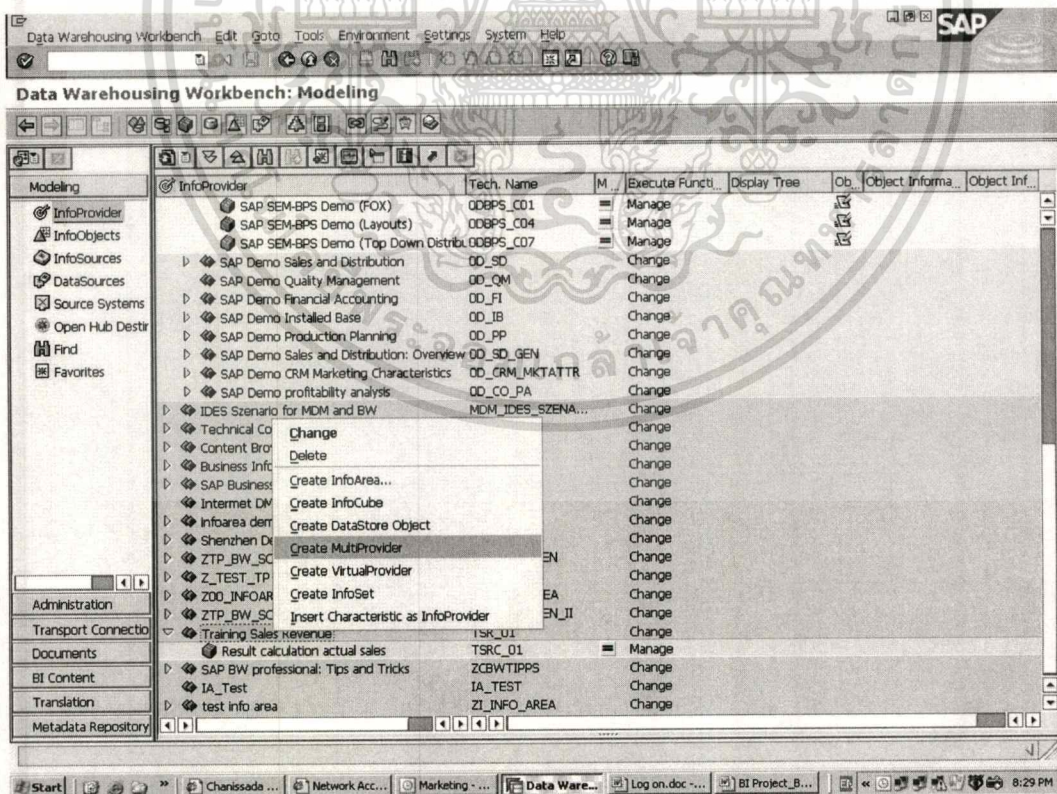 Data Warehousing Workbench Edit Goto Tools Environment Settings System Help
SAP
Data Warehousing Workbench: Modeling
Modeling
InfoProvider
InfoObjects
InfoSources
DataSources
Source Systems
Open Hub Destir
Find
Favorites
Administration
Transport Connectio
Documents
BI Content
Translation
Metadata Repository
InfoProvider Tech. Name M... Execute Functi... Display Tree Ob... Object Informa... Object Inf...
SAP SEM-BPS Demo (FOX) 0DBPS_C01 = Manage
SAP SEM-BPS Demo (Layouts) 0DBPS_C04 = Manage
SAP SEM-BPS Demo (Top Down Distribu 0DBPS_C07 = Manage
SAP Demo Sales and Distribution 0D_SD Change
SAP Demo Quality Management 0D_QM Change
SAP Demo Financial Accounting 0D_FI Change
SAP Demo Installed Base 0D_IB Change
SAP Demo Production Planning 0D_PP Change
SAP Demo Sales and Distribution: Overview 0D_SD_GEN Change
SAP Demo CRM Marketing Characteristics 0D_CRM_MKTATTR Change
SAP Demo profitability analysis 0D_CO_PA Change
IDES Szenario for MDM and BW MDM_IDES_SZENA... Change
Technical Co Change
Content Bro Change
Business Info Change
SAP Business Change
Internet DM Change
Infoarea dem Change
Shenzhen De Change
ZTP_BW_SC EN Change
Z_TEST_TP Change
Z00_INFOAR EA Change
ZTP_BW_SC EN_II Change
Training Sales Revenue TSR_01 Change
Result calculation actual sales TSRC_01 = Manage
SAP BW professional: Tips and Tricks ZCBWTIPPS Change
IA_Test IA_TEST Change
test info area ZI_INFO_AREA Change
Change
Delete
Create InfoArea...
Create InfoCube
Create DataStore Object
Create MultiProvider
Create VirtualProvider
Create InfoSet
Insert Characteristic as InfoProvider
Start Chanissada ... Network Acc... Marketing - ... Data Ware... Log on.doc -... BI Project_B... 8:29 PM